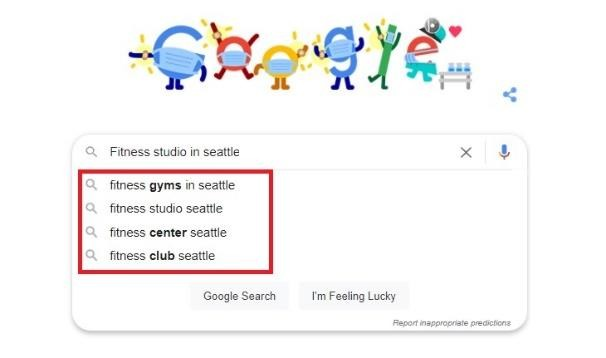 Google
Fitness studio in seattle
fitness gyms in seattle
fitness studio seattle
fitness center seattle
fitness club seattle
Google Search I'm Feeling Lucky
Report inappropriate predictions